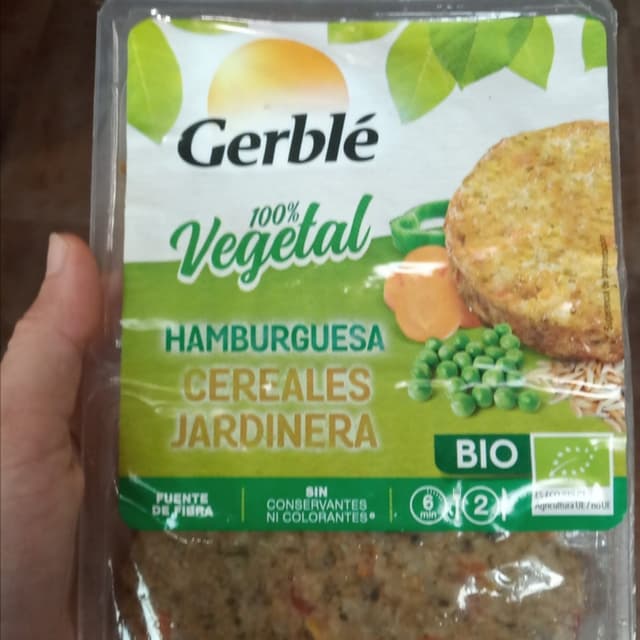 Gerblé
100%
Vegetal
HAMBURGUESA
CEREALES
JARDINERA
BIO
FUENTE
DE FIBRA
SIN
CONSERVANTES
NI COLORANTES*
6
min
2
Agricultura UE / no UE